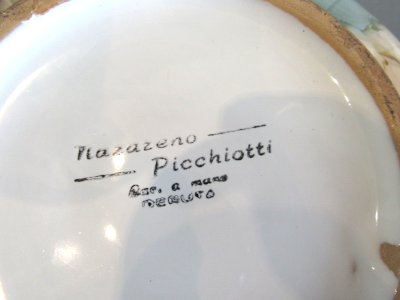 Nazareno
Picchiotti
Dec. a mano
DERUTA